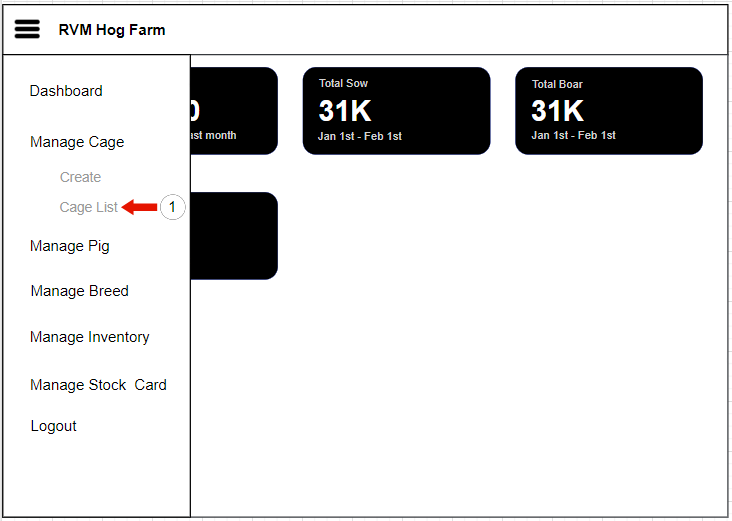 RVM Hog Farm
Dashboard
Manage Cage
Create
Cage List
1
Manage Pig
Manage Breed
Manage Inventory
Manage Stock Card
Logout
0
ast month
Total Sow
31K
Jan 1st - Feb 1st
Total Boar
31K
Jan 1st - Feb 1st